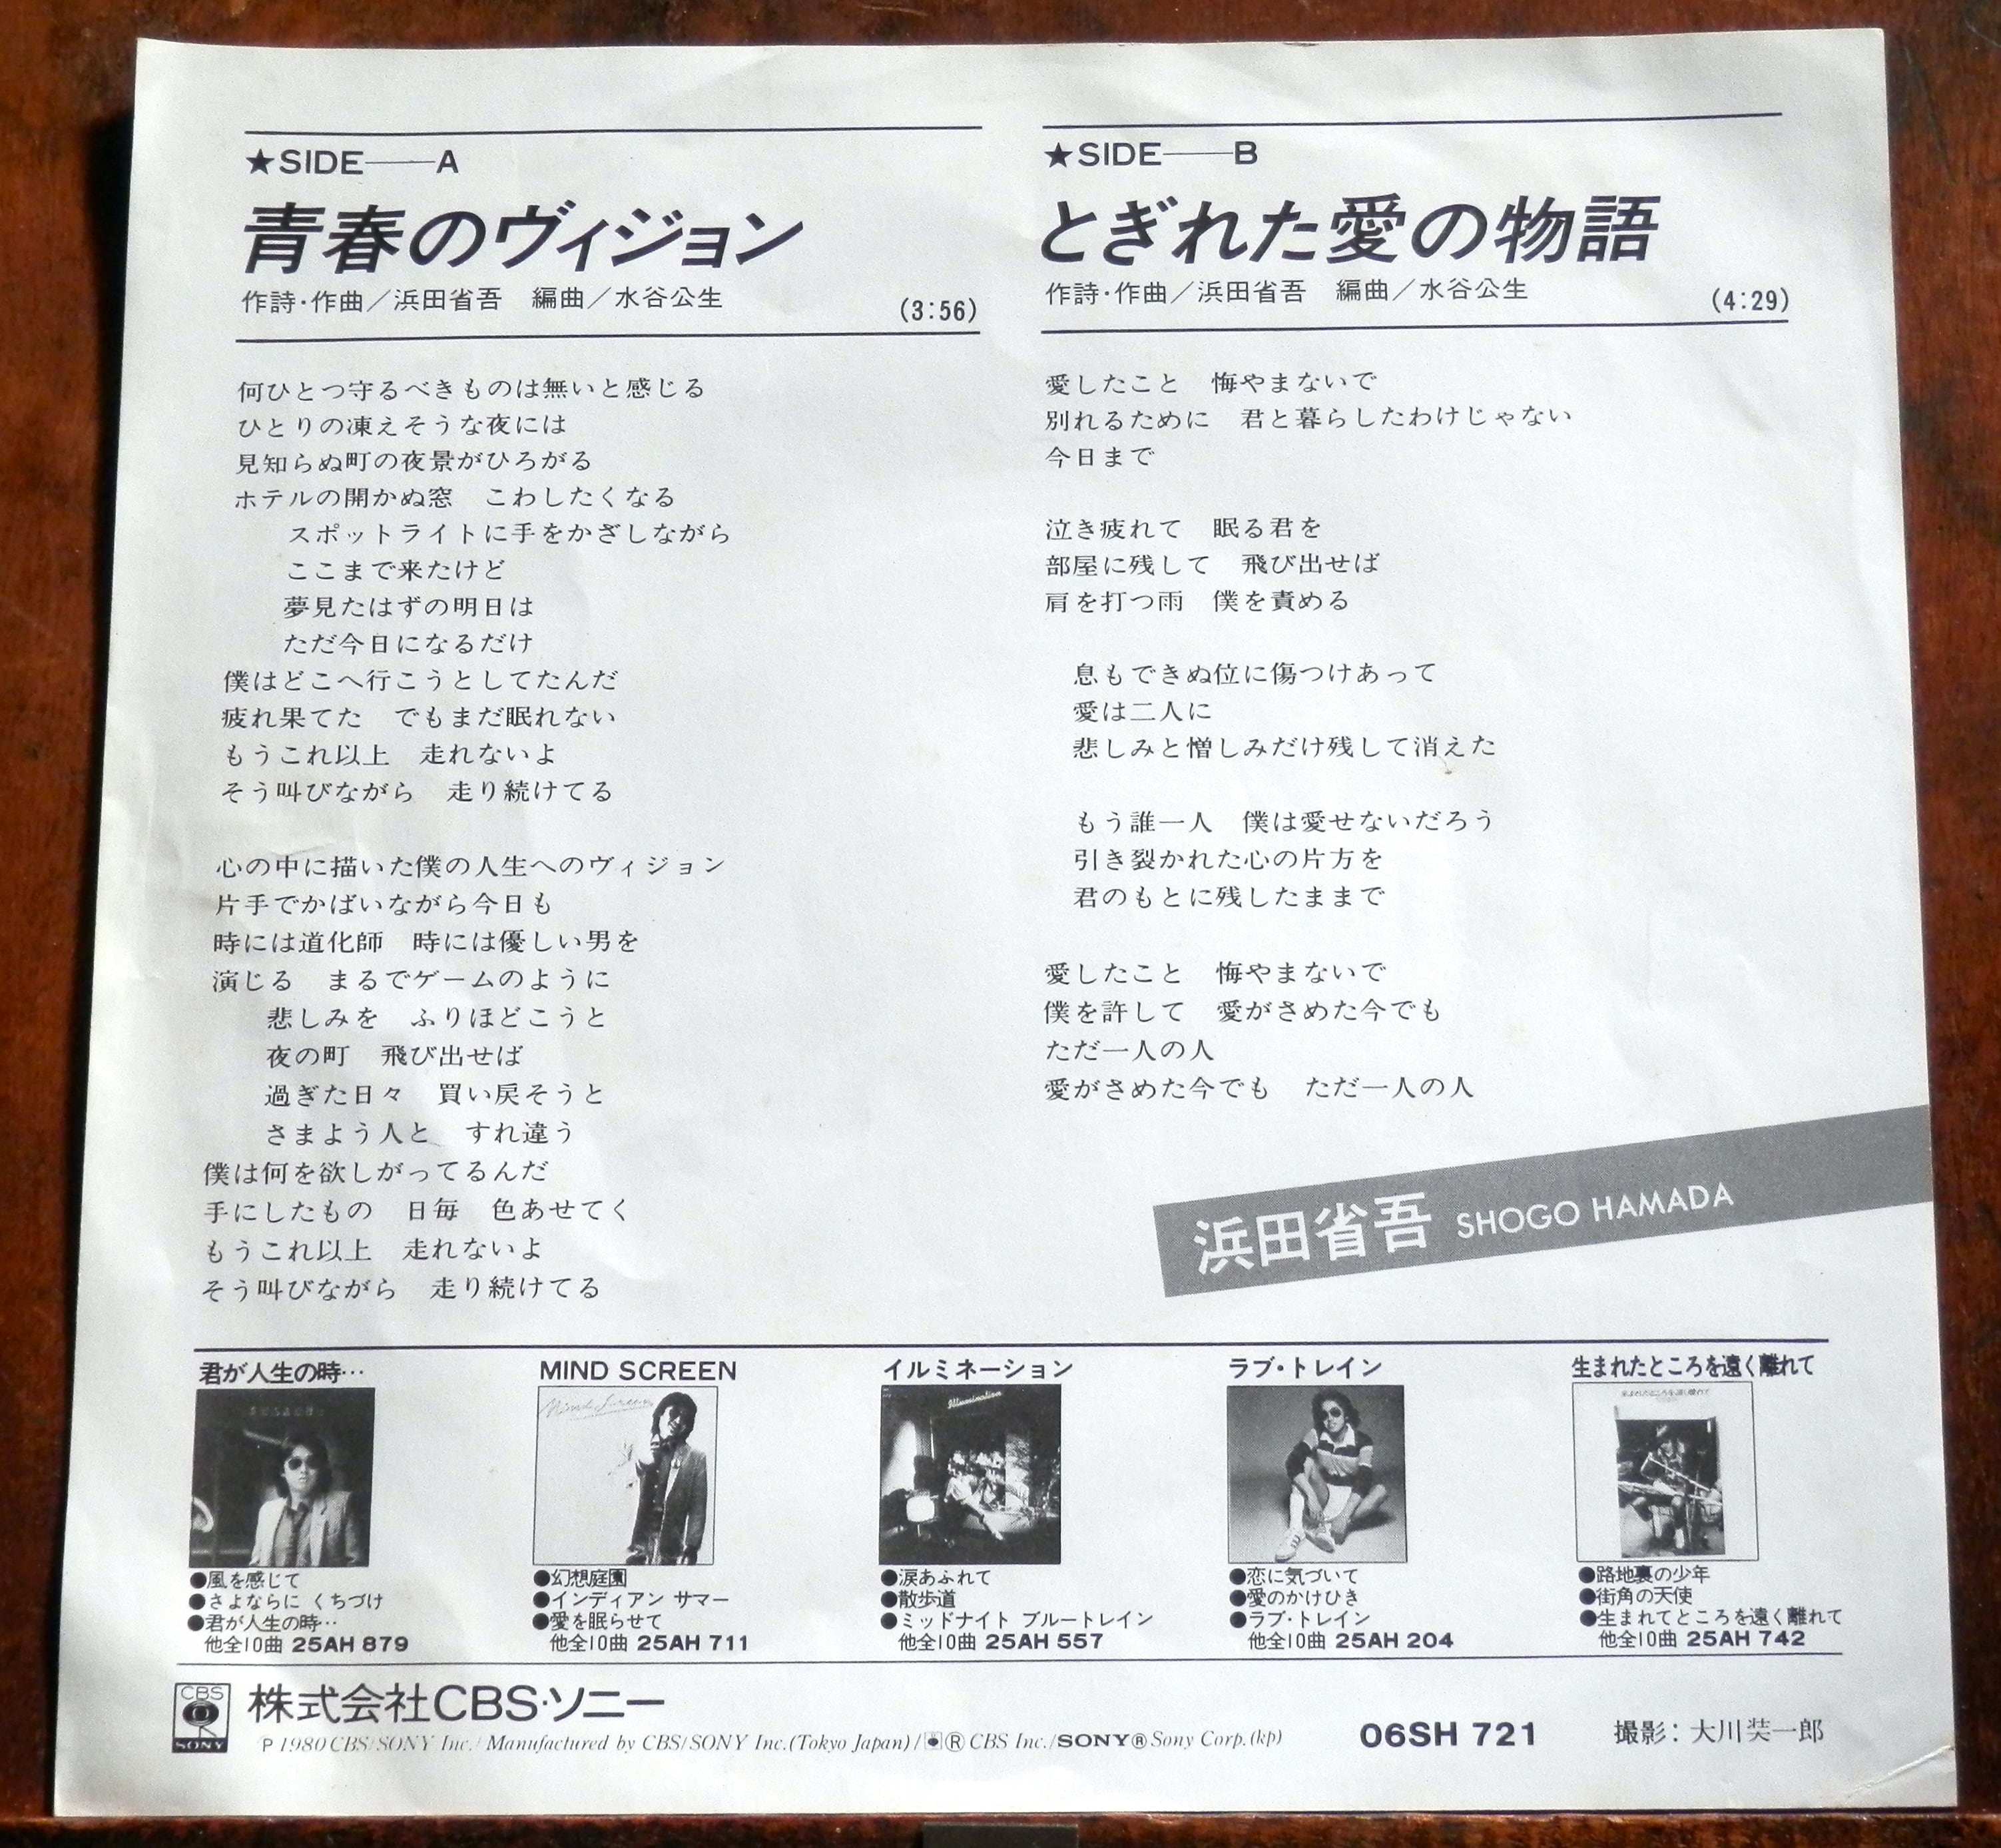 ★SIDE——A
青春のヴィジョン
作詩・作曲／浜田省吾　編曲／水谷公生
(3:56)
何ひとつ守るべきものは無いと感じる
ひとりの凍えそうな夜には
見知らぬ町の夜景がひろがる
ホテルの開かぬ窓　こわしたくなる
スポットライトに手をかざしながら
ここまで来たけど
夢見たはずの明日は
ただ今日になるだけ
僕はどこへ行こうとしてたんだ
疲れ果てた　でもまだ眠れない
もうこれ以上　走れないよ
そう叫びながら　走り続けてる
心の中に描いた僕の人生へのヴィジョン
片手でかばいながら今日も
時には道化師　時には優しい男を
演じる　まるでゲームのように
悲しみを　ふりほどこうと
夜の町　飛び出せば
過ぎた日々　買い戻そうと
さまよう人と　すれ違う
僕は何を欲しがってるんだ
手にしたもの　日毎　色あせてく
もうこれ以上　走れないよ
そう叫びながら　走り続けてる
★SIDE——B
とぎれた愛の物語
作詩・作曲／浜田省吾　編曲／水谷公生
(4:29)
愛したこと　悔やまないで
別れるために　君と暮らしたわけじゃない
今日まで
泣き疲れて　眠る君を
部屋に残して　飛び出せば
肩を打つ雨　僕を責める
息もできぬ位に傷つけあって
愛は二人に
悲しみと憎しみだけ残して消えた
もう誰一人　僕は愛せないだろう
引き裂かれた心の片方を
君のもとに残したままで
愛したこと　悔やまないで
僕を許して　愛がさめた今でも
ただ一人の人
愛がさめた今でも　ただ一人の人
浜田省吾 SHOGO HAMADA
君が人生の時…
●風を感じて
●さよならに くちづけ
●君が人生の時…
他全10曲 25AH 879
MIND SCREEN
Mind Screen
●幻想庭園
●インディアン サマー
●愛を眠らせて
他全10曲 25AH 711
イルミネーション
Illumination
●涙あふれて
●散歩道
●ミッドナイト ブルートレイン
他全10曲 25AH 557
ラブ・トレイン
●恋に気づいて
●愛のかけひき
●ラブ・トレイン
他全10曲 25AH 204
生まれたところを遠く離れて
生まれたところを遠く離れて
●路地裏の少年
●街角の天使
●生まれてところを遠く離れて
他全10曲 25AH 742
CBS
SONY
株式会社CBS・ソニー
℗ 1980 CBS/SONY Inc./Manufactured by CBS/SONY Inc.(Tokyo Japan)/® CBS Inc./SONY® Sony Corp.(kp)
06SH 721
撮影：大川奘一郎